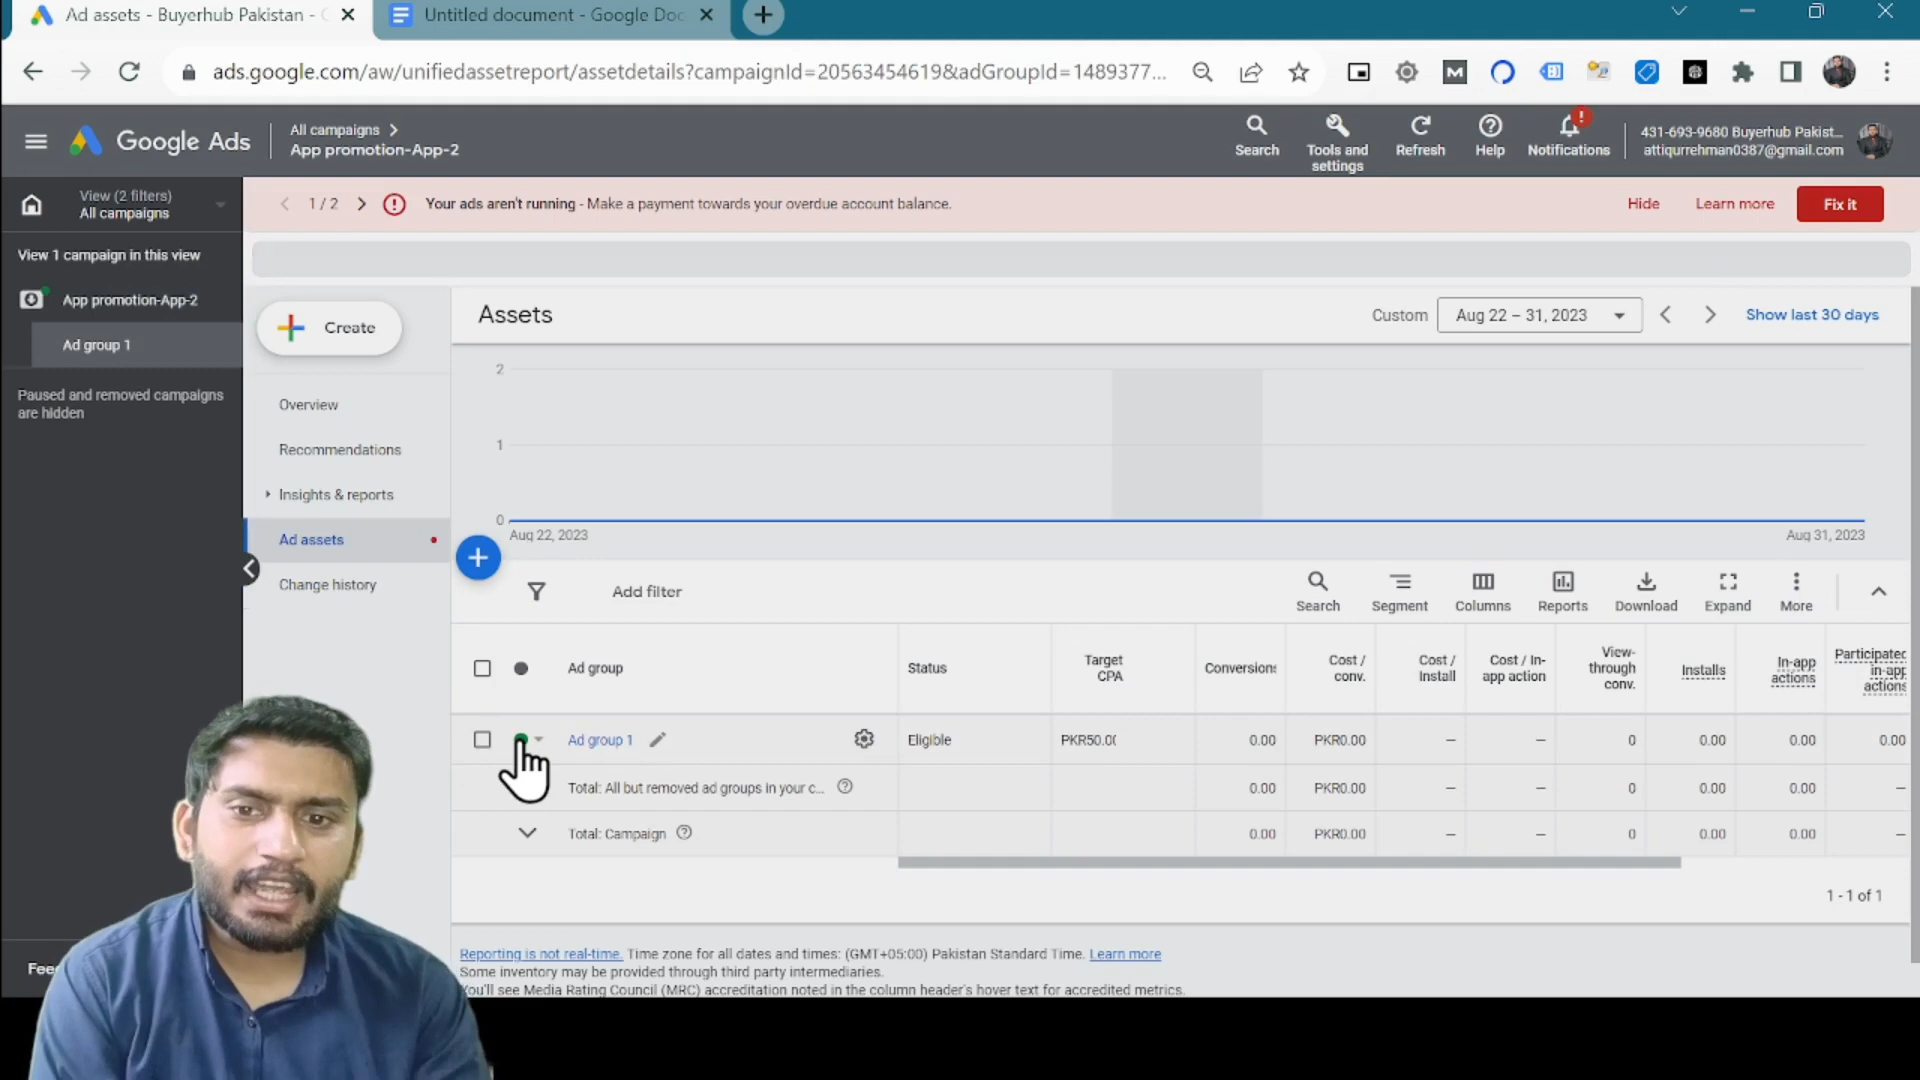 Ad assets - Buyerhub Pakistan -
Untitled document - Google Doc
ads.google.com/aw/unifiedassetreport/assetdetails?campaignId=20563454619&adGroupId=1489377...
Google Ads
All campaigns
App promotion-App-2
Search
Tools and settings
Refresh
Help
Notifications
431-693-9680 Buyerhub Pakist...
attiqurrehman0387@gmail.com
View (2 filters)
All campaigns
1 / 2
Your ads aren't running - Make a payment towards your overdue account balance.
Hide
Learn more
Fix it
View 1 campaign in this view
App promotion-App-2
Ad group 1
Paused and removed campaigns
are hidden
Create
Overview
Recommendations
Insights & reports
Ad assets
Change history
Assets
Custom
Aug 22 – 31, 2023
Show last 30 days
2
1
0
Aug 22, 2023
Aug 31, 2023
Add filter
Search
Segment
Columns
Reports
Download
Expand
More
Ad group
Status
Target CPA
Conversions
Cost / conv.
Cost / Install
Cost / In-app action
View-through conv.
Installs
In-app actions
Participated in-app actions
Ad group 1
Eligible
PKR50.0
0.00
PKR0.00
–
–
0
0.00
0.00
0.00
Total: All but removed ad groups in your c...
0.00
PKR0.00
–
–
0
0.00
0.00
–
Total: Campaign
0.00
PKR0.00
–
–
0
0.00
0.00
–
1 - 1 of 1
Reporting is not real-time. Time zone for all dates and times: (GMT+05:00) Pakistan Standard Time. Learn more
Some inventory may be provided through third party intermediaries.
You'll see Media Rating Council (MRC) accreditation noted in the column header's hover text for accredited metrics.